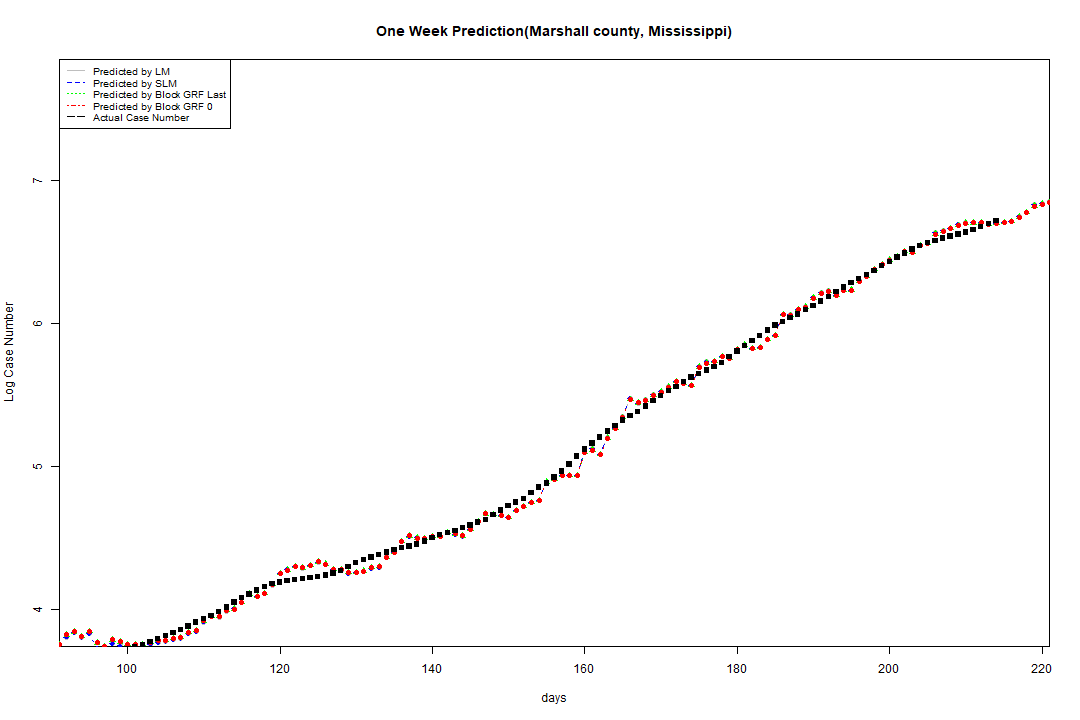 One Week Prediction(Marshall county, Mississippi)
Predicted by LM
Predicted by SLM
Predicted by Block GRF Last
Predicted by Block GRF 0
Actual Case Number
7
6
5
4
Log Case Number
100 120 140 160 180 200 220
days